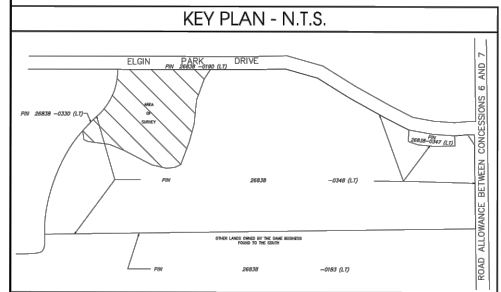 KEY PLAN - N.T.S.
ELGIN PARK DRIVE
PIN 26838 -0190 (LT)
PIN 26838 -0330 (LT)
AREA
OF
SURVEY
PIN
26838-0347 (LT)
PIN 26838 -0346 (LT)
OTHER LANDS OWNED BY THE SAME BUSINESS
FOUND TO THE SOUTH
PIN 26838 -0183 (LT)
ROAD ALLOWANCE BETWEEN CONCESSIONS 6 AND 7